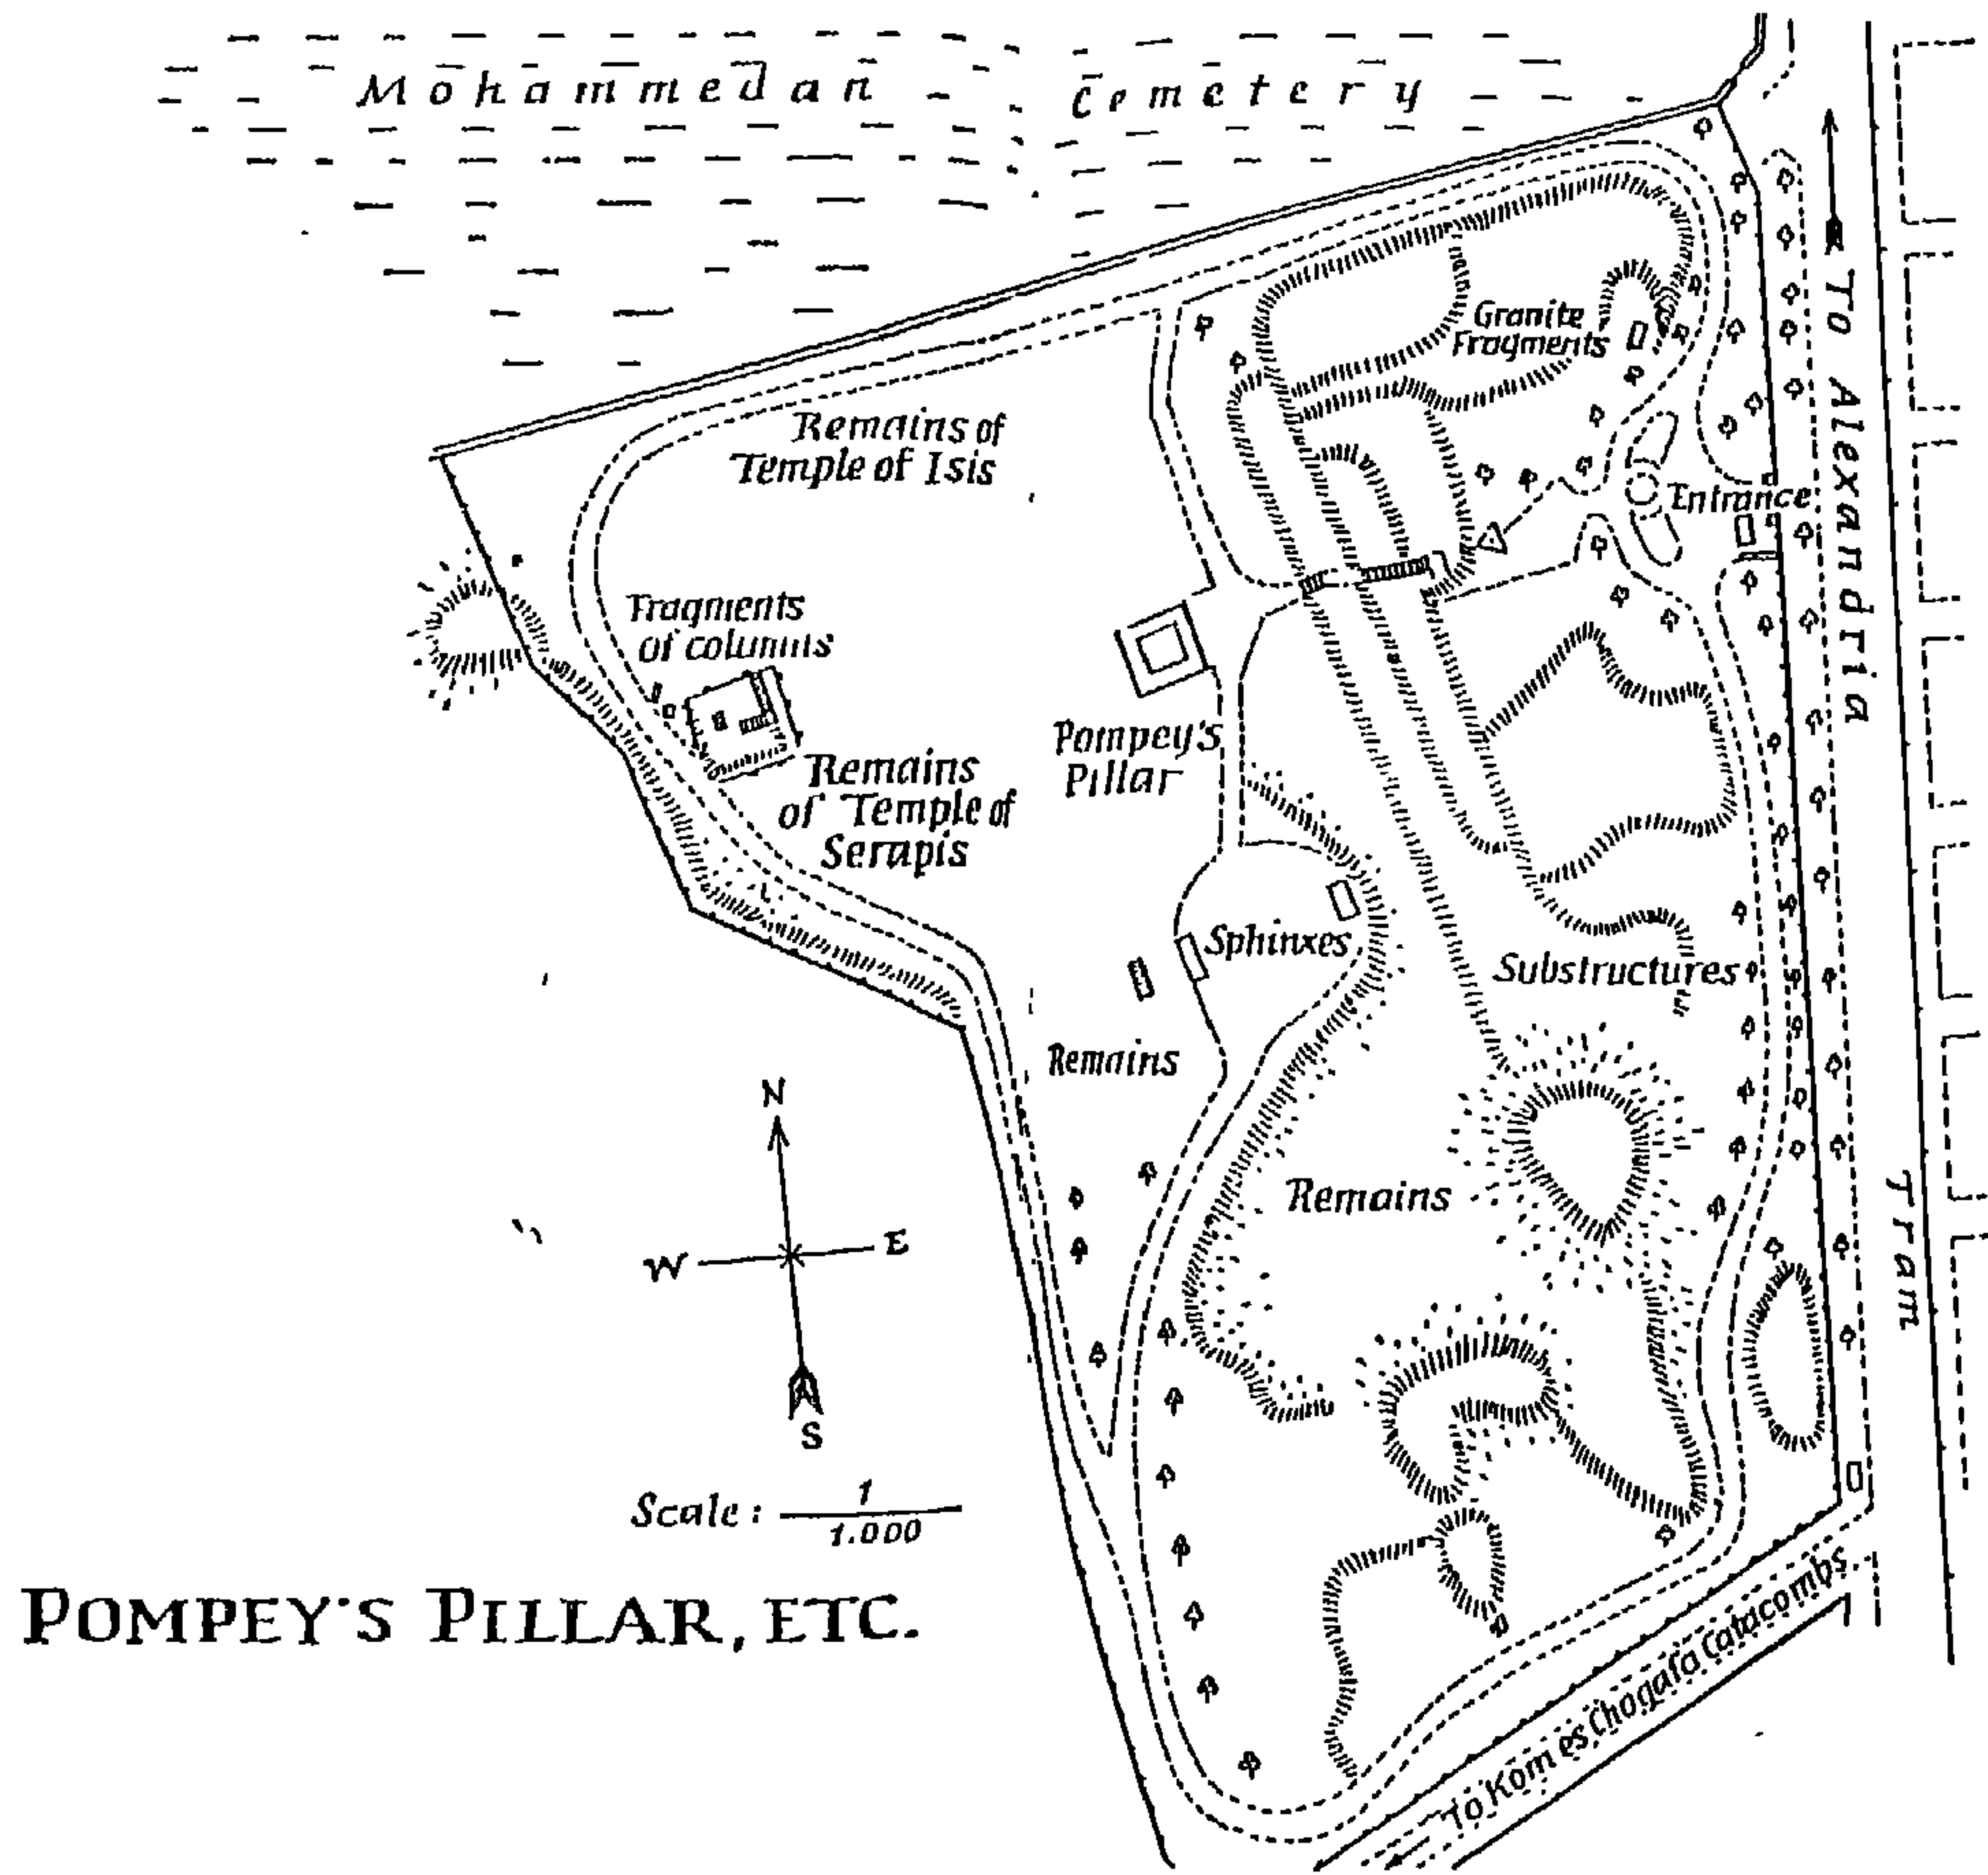 Mohammedan Cemetery
Granite
Fragments
Remains of
Temple of Isis
Entrance
To Alexandria
Fragments
of columns
Pompey's
Pillar
Remains
of Temple of
Serapis
Sphinxes
Substructures
Remains
N
W E
S
Remains
Tram
Scale: 1
1.000
POMPEY'S PILLAR, ETC.
To Kom es Chogafa Catacombs